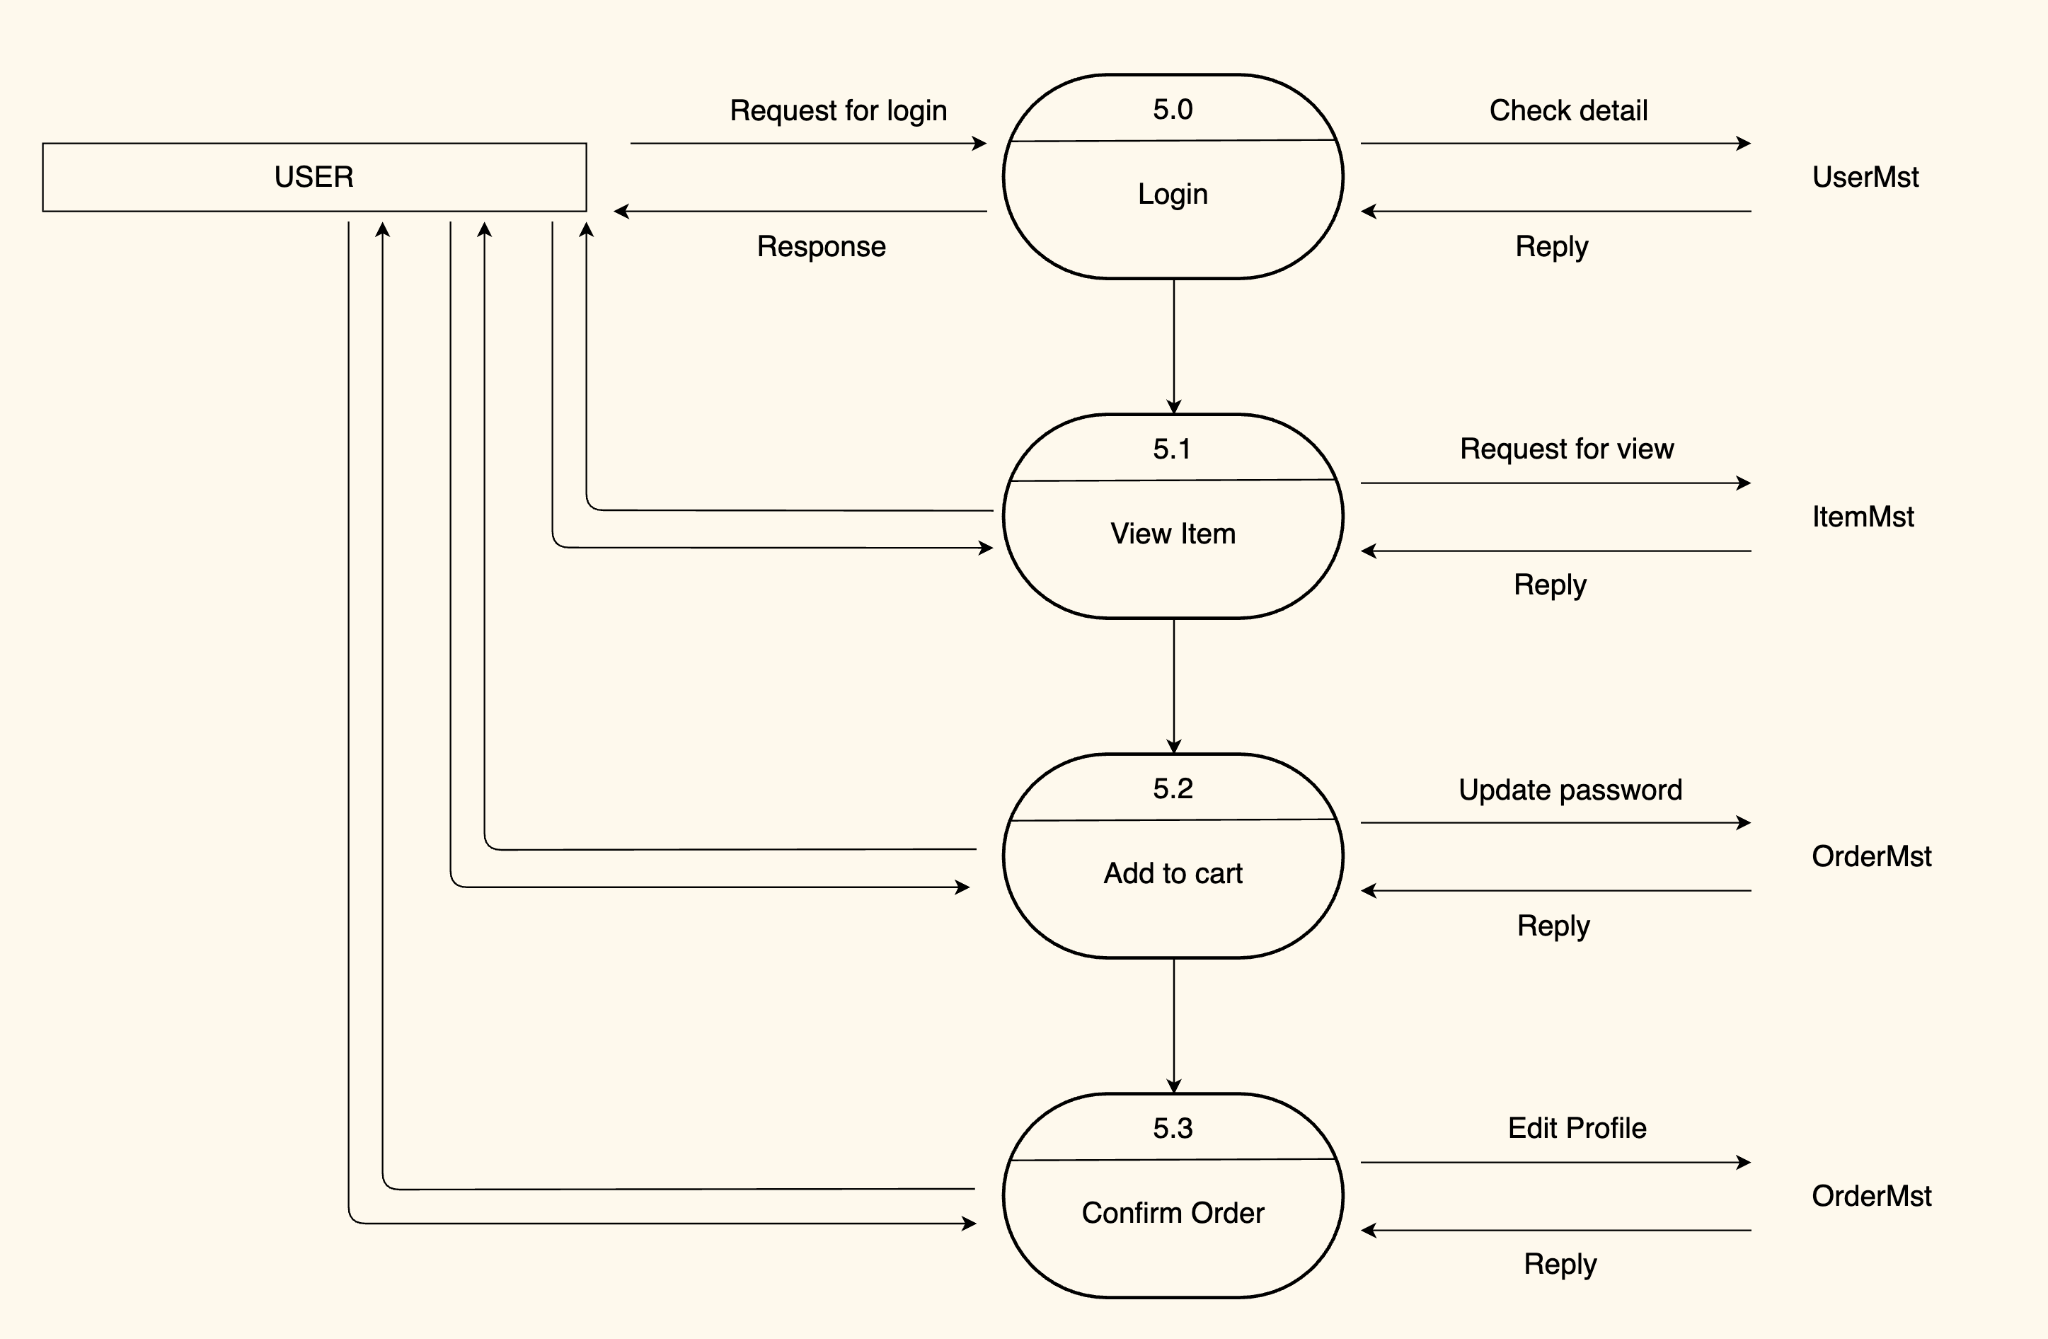 Request for login
5.0
Check detail
USER
Login
UserMst
Response
Reply
5.1
Request for view
View Item
ItemMst
Reply
5.2
Update password
Add to cart
OrderMst
Reply
5.3
Edit Profile
Confirm Order
OrderMst
Reply